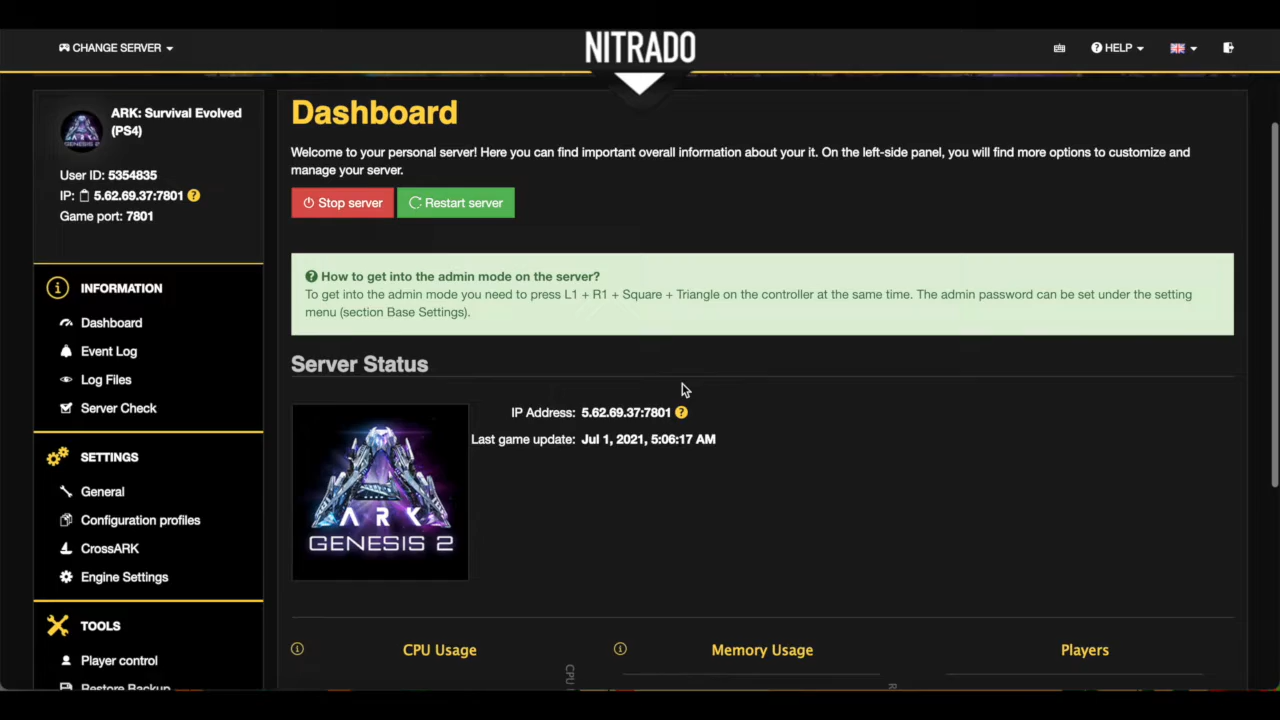 CHANGE SERVER
NITRADO
HELP
ARK: Survival Evolved
(PS4)
User ID: 5354835
IP: 5.62.69.37:7801
Game port: 7801
INFORMATION
Dashboard
Event Log
Log Files
Server Check
SETTINGS
General
Configuration profiles
CrossARK
Engine Settings
TOOLS
Player control
Restore Backup
Dashboard
Welcome to your personal server! Here you can find important overall information about your it. On the left-side panel, you will find more options to customize and
manage your server.
Stop server
Restart server
How to get into the admin mode on the server?
To get into the admin mode you need to press L1 + R1 + Square + Triangle on the controller at the same time. The admin password can be set under the setting
menu (section Base Settings).
Server Status
ARK
GENESIS 2
IP Address: 5.62.69.37:7801
Last game update: Jul 1, 2021, 5:06:17 AM
CPU Usage
Memory Usage
Players
CPU